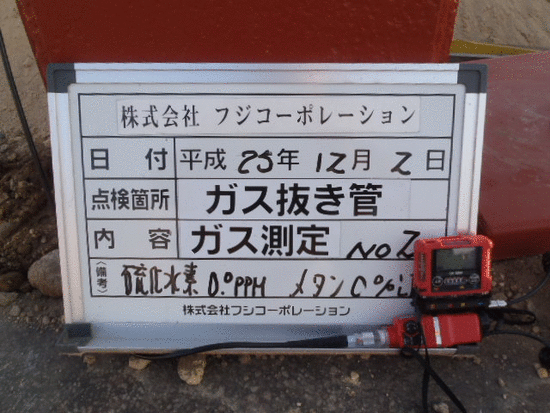 株式会社 フジコーポレーション
日付 平成25年12月2日
点検箇所 ガス抜き管
内容 ガス測定 NO2
(備考) 硫化水素 0.0PPM メタン 0%
株式会社フジコーポレーション